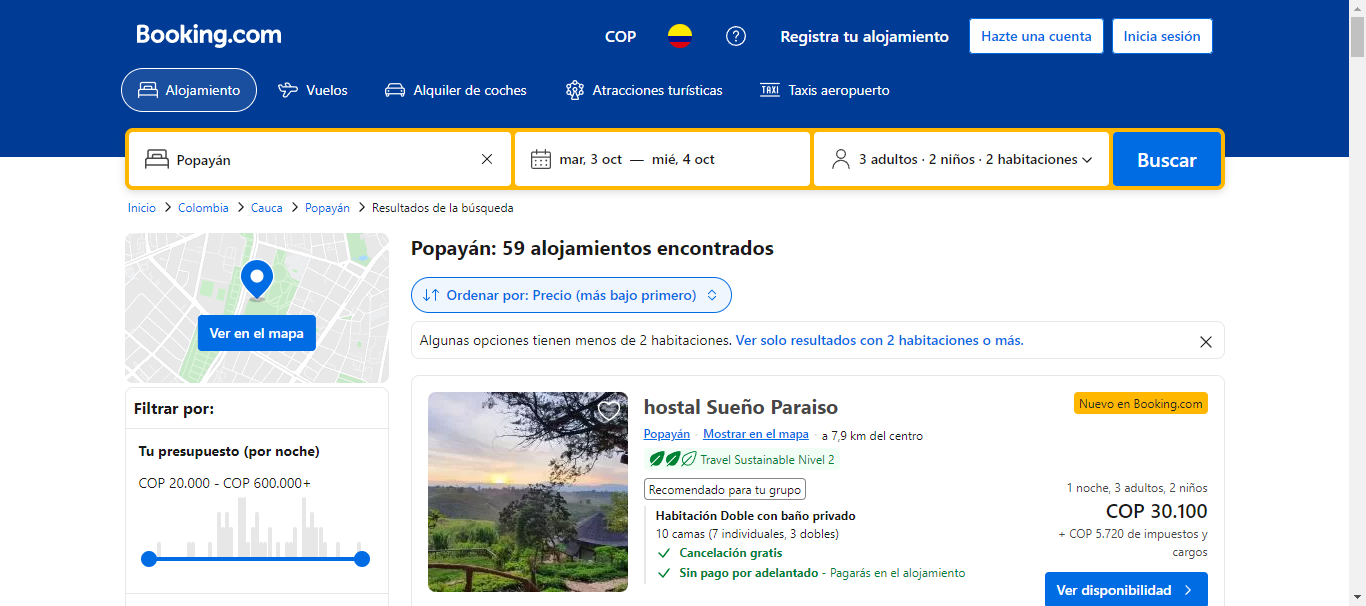 Booking.com
COP
Registra tu alojamiento
Hazte una cuenta
Inicia sesión
Alojamiento
Vuelos
Alquiler de coches
Atracciones turísticas
TAXI Taxis aeropuerto
Popayán
mar, 3 oct — mié, 4 oct
3 adultos · 2 niños · 2 habitaciones
Buscar
Inicio > Colombia > Cauca > Popayán > Resultados de la búsqueda
Ver en el mapa
Filtrar por:
Tu presupuesto (por noche)
COP 20.000 - COP 600.000+
Popayán: 59 alojamientos encontrados
Ordenar por: Precio (más bajo primero)
Algunas opciones tienen menos de 2 habitaciones. Ver solo resultados con 2 habitaciones o más.
hostal Sueño Paraiso
Nuevo en Booking.com
Popayán · Mostrar en el mapa · a 7,9 km del centro
Travel Sustainable Nivel 2
Recomendado para tu grupo
Habitación Doble con baño privado
10 camas (7 individuales, 3 dobles)
Cancelación gratis
Sin pago por adelantado - Pagarás en el alojamiento
1 noche, 3 adultos, 2 niños
COP 30.100
+ COP 5.720 de impuestos y
cargos
Ver disponibilidad